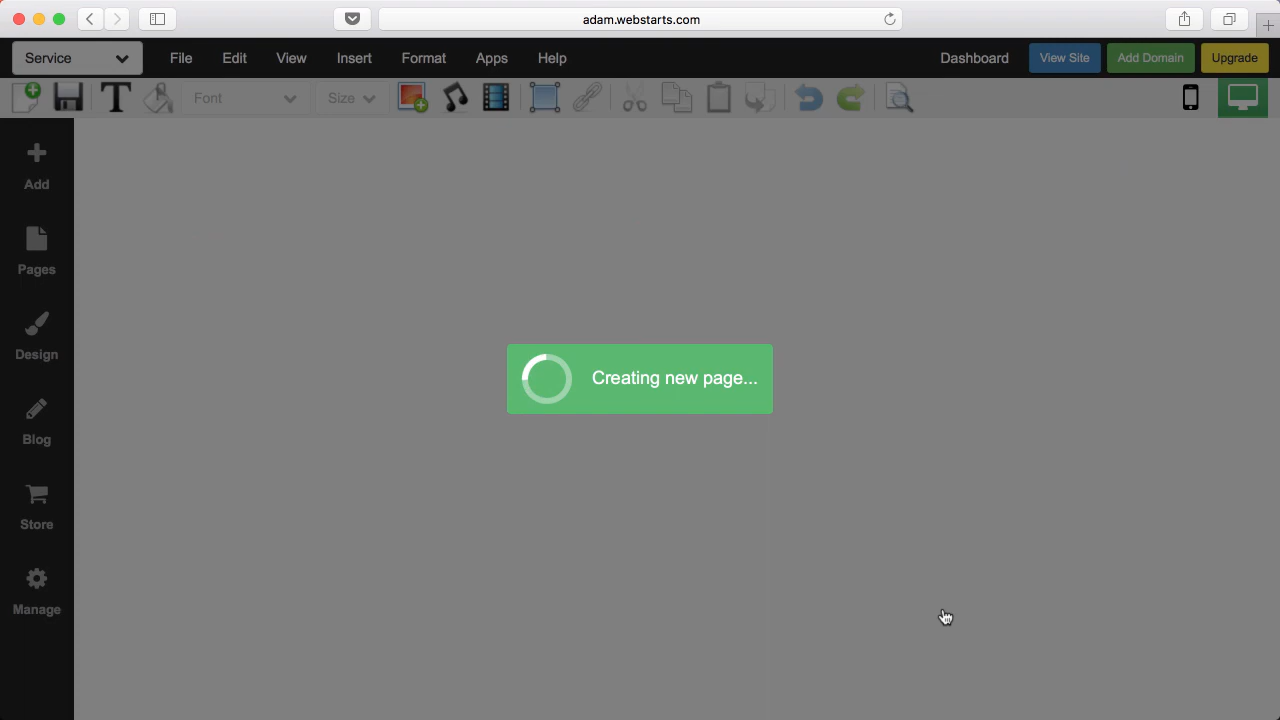 adam.webstarts.com
Service File Edit View Insert Format Apps Help Dashboard View Site Add Domain Upgrade
T Font Size
Add
Pages
Design
Blog
Store
Manage
Creating new page...